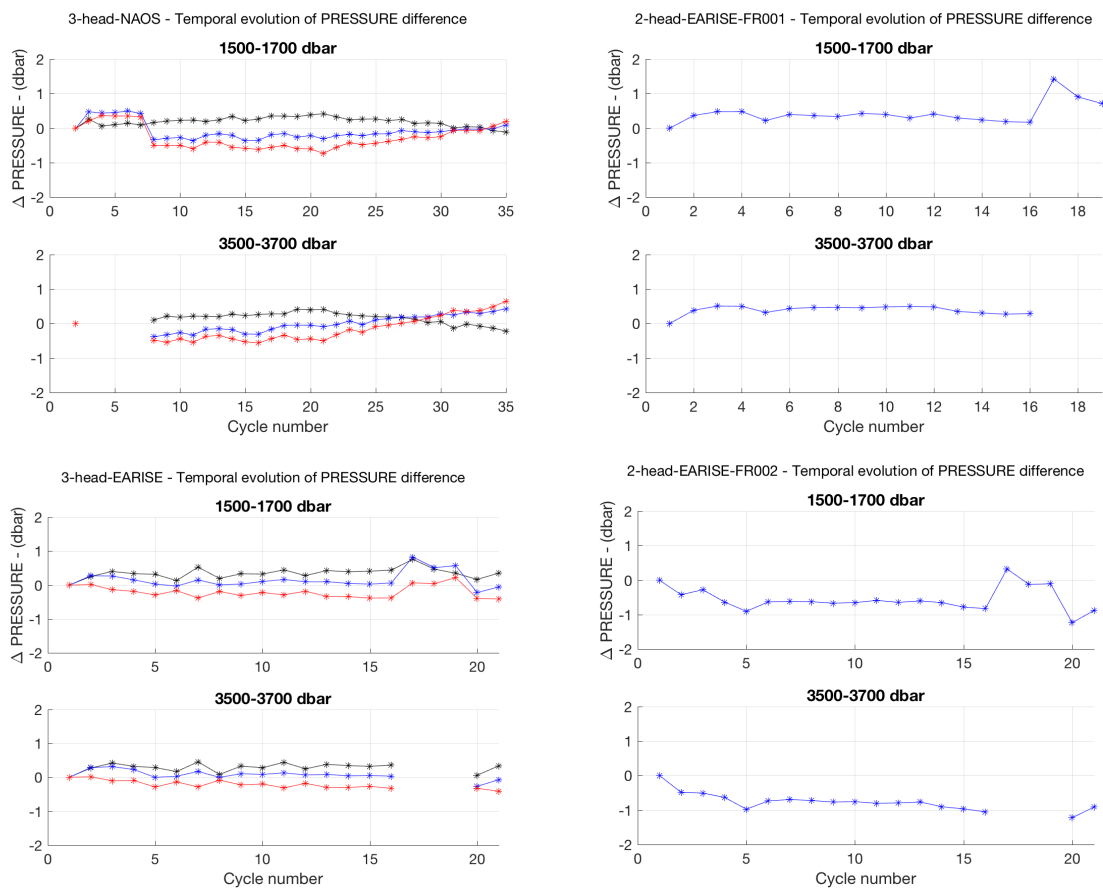 3-head-NAOS - Temporal evolution of PRESSURE difference
1500-1700 dbar
Δ PRESSURE - (dbar)
2
1
0
-1
-2
0 5 10 15 20 25 30 35
3500-3700 dbar
2
1
0
-1
-2
0 5 10 15 20 25 30 35
Cycle number
2-head-EARISE-FR001 - Temporal evolution of PRESSURE difference
1500-1700 dbar
Δ PRESSURE - (dbar)
2
1
0
-1
-2
0 2 4 6 8 10 12 14 16 18
3500-3700 dbar
2
1
0
-1
-2
0 2 4 6 8 10 12 14 16 18
Cycle number
3-head-EARISE - Temporal evolution of PRESSURE difference
1500-1700 dbar
Δ PRESSURE - (dbar)
2
1
0
-1
-2
0 5 10 15 20
3500-3700 dbar
2
1
0
-1
-2
0 5 10 15 20
Cycle number
2-head-EARISE-FR002 - Temporal evolution of PRESSURE difference
1500-1700 dbar
Δ PRESSURE - (dbar)
2
1
0
-1
-2
0 5 10 15 20
3500-3700 dbar
2
1
0
-1
-2
0 5 10 15 20
Cycle number